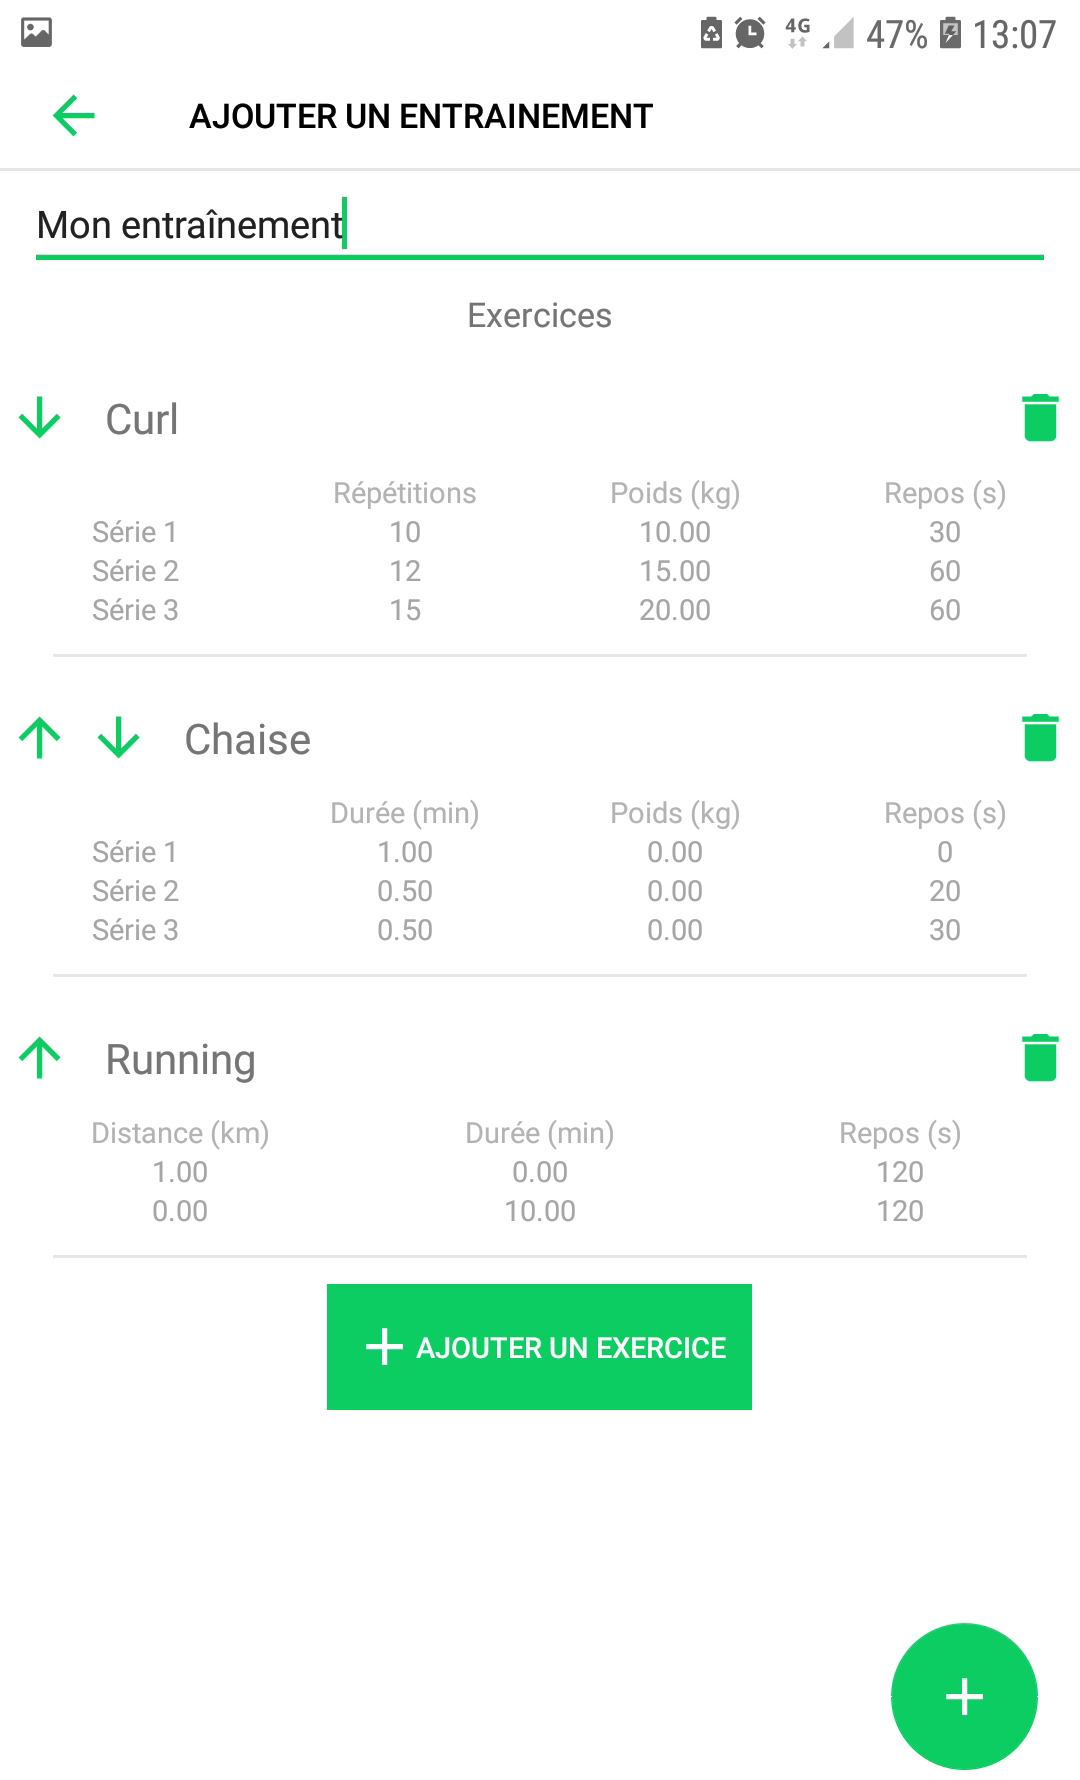 4G 47% 13:07
AJOUTER UN ENTRAINEMENT
Mon entraînement
Exercices
Curl
Répétitions Poids (kg) Repos (s)
Série 1 10 10.00 30
Série 2 12 15.00 60
Série 3 15 20.00 60
Chaise
Durée (min) Poids (kg) Repos (s)
Série 1 1.00 0.00 0
Série 2 0.50 0.00 20
Série 3 0.50 0.00 30
Running
Distance (km) Durée (min) Repos (s)
1.00 0.00 120
0.00 10.00 120
AJOUTER UN EXERCICE